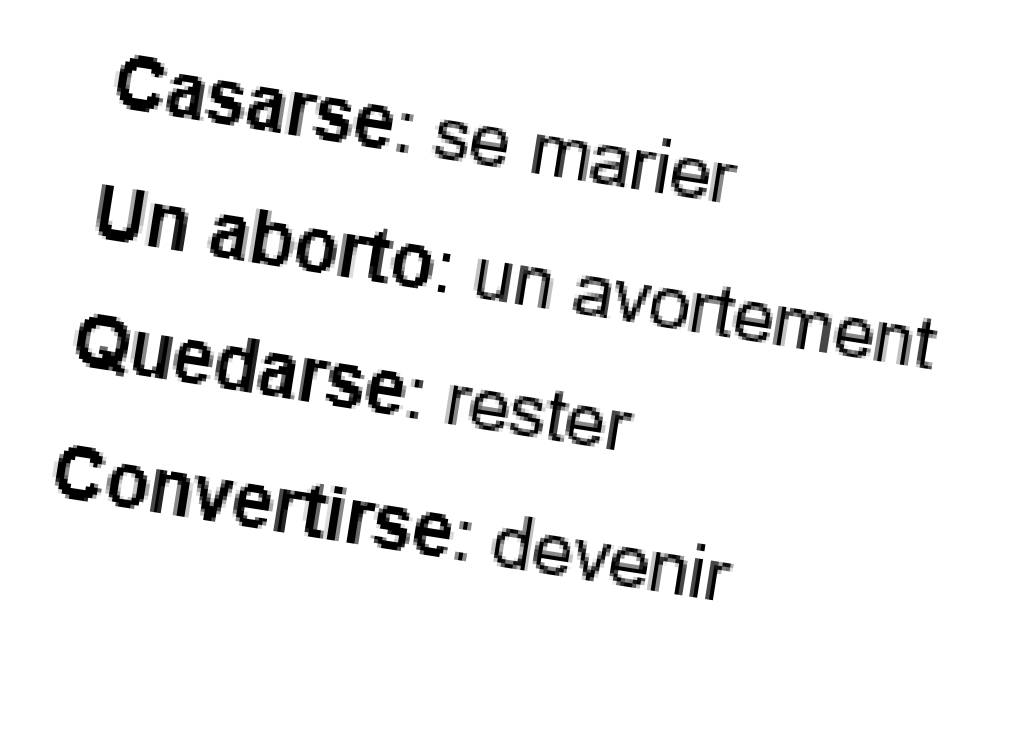 Casarse: se marier
Un aborto: un avortement
Quedarse: rester
Convertirse: devenir